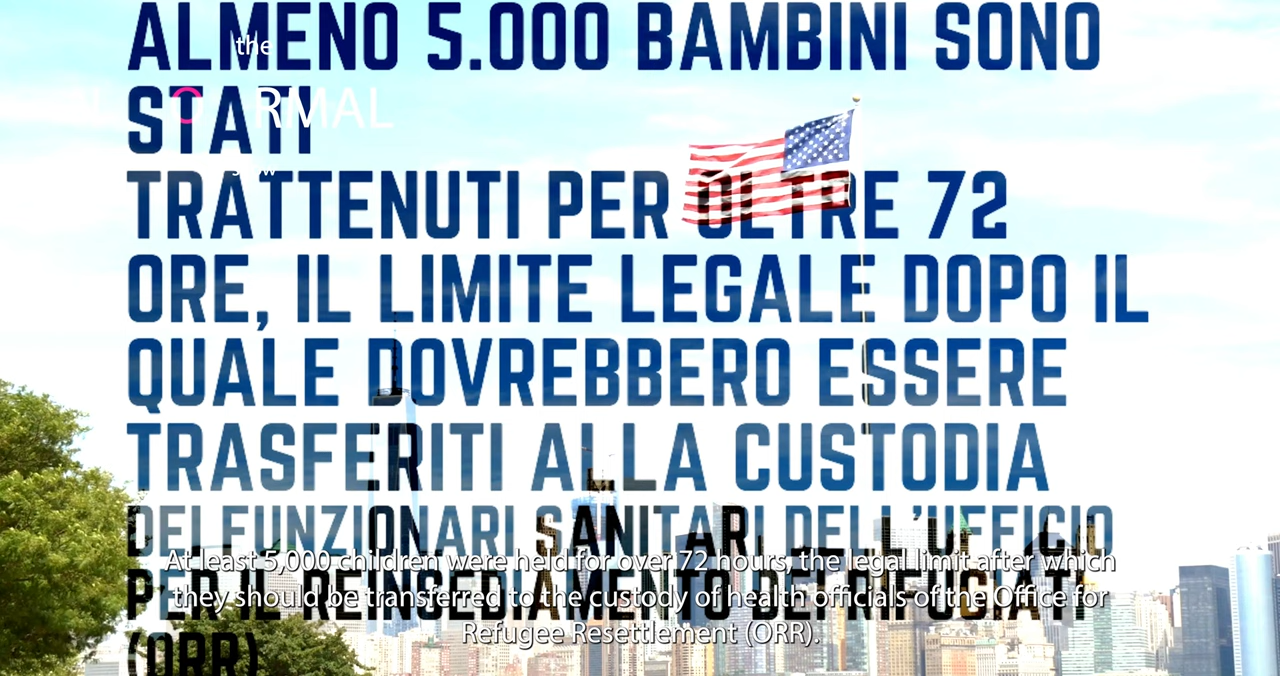 ALMENO 5.000 BAMBINI SONO
STATI
TRATTENUTI PER OLTRE 72
ORE, IL LIMITE LEGALE DOPO IL
QUALE DOVREBBERO ESSERE
TRASFERITI ALLA CUSTODIA
DEI FUNZIONARI SANITARI DELL'UFFICIO
PER IL REINSEDIAMENTO DEI RIFUGIATI
(ORR)
the
RMAL
show
At least 5,000 children were held for over 72 hours, the legal limit after which
they should be transferred to the custody of health officials of the Office for
Refugee Resettlement (ORR).